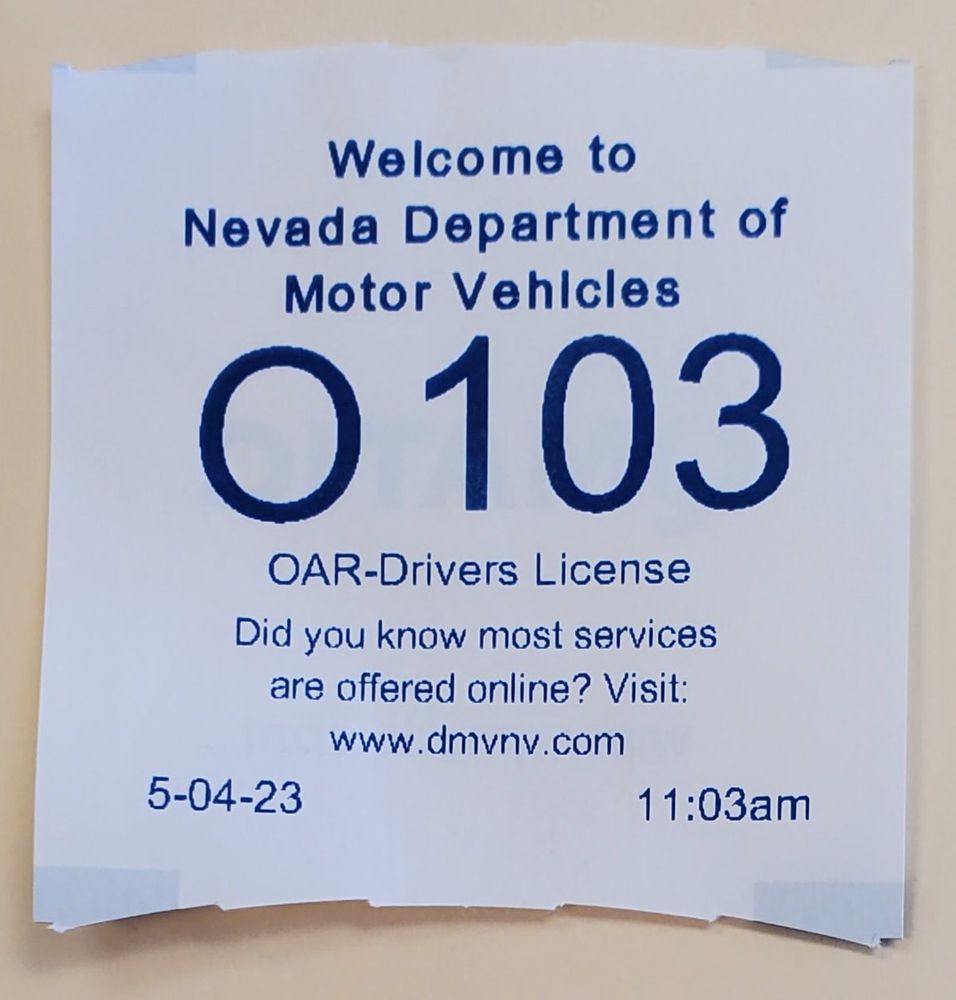 Welcome to
Nevada Department of
Motor Vehicles
O103
OAR-Drivers License
Did you know most services
are offered online? Visit:
www.dmvnv.com
5-04-23 11:03am